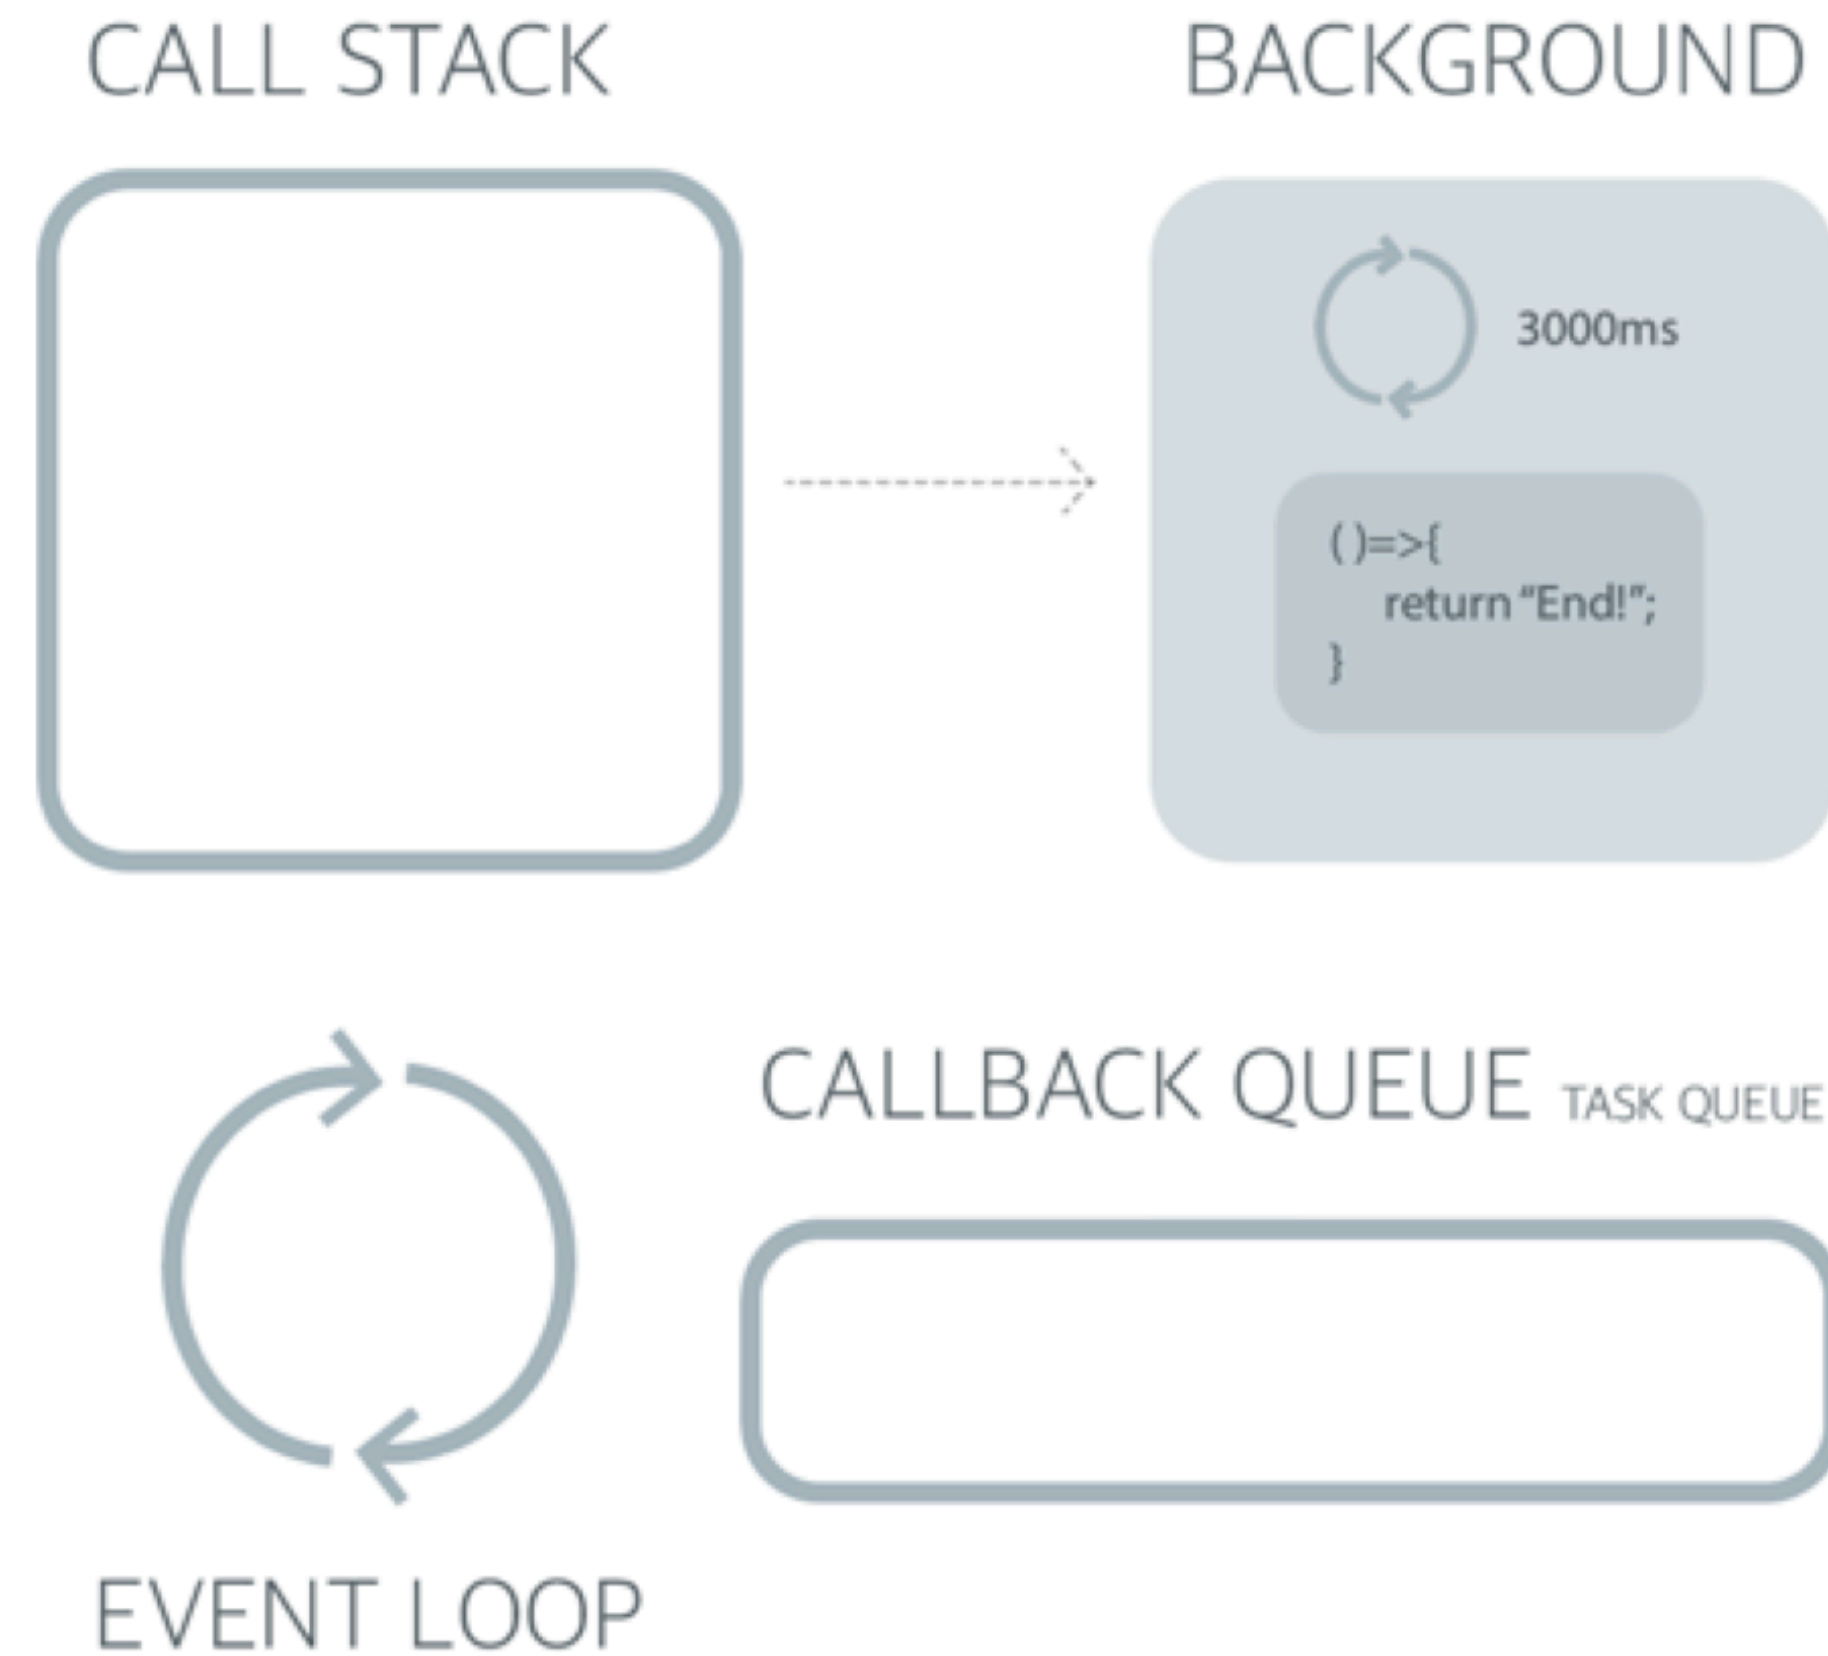 CALL STACK
BACKGROUND
3000ms
( )=>{
return “End!”;
}
CALLBACK QUEUE TASK QUEUE
EVENT LOOP